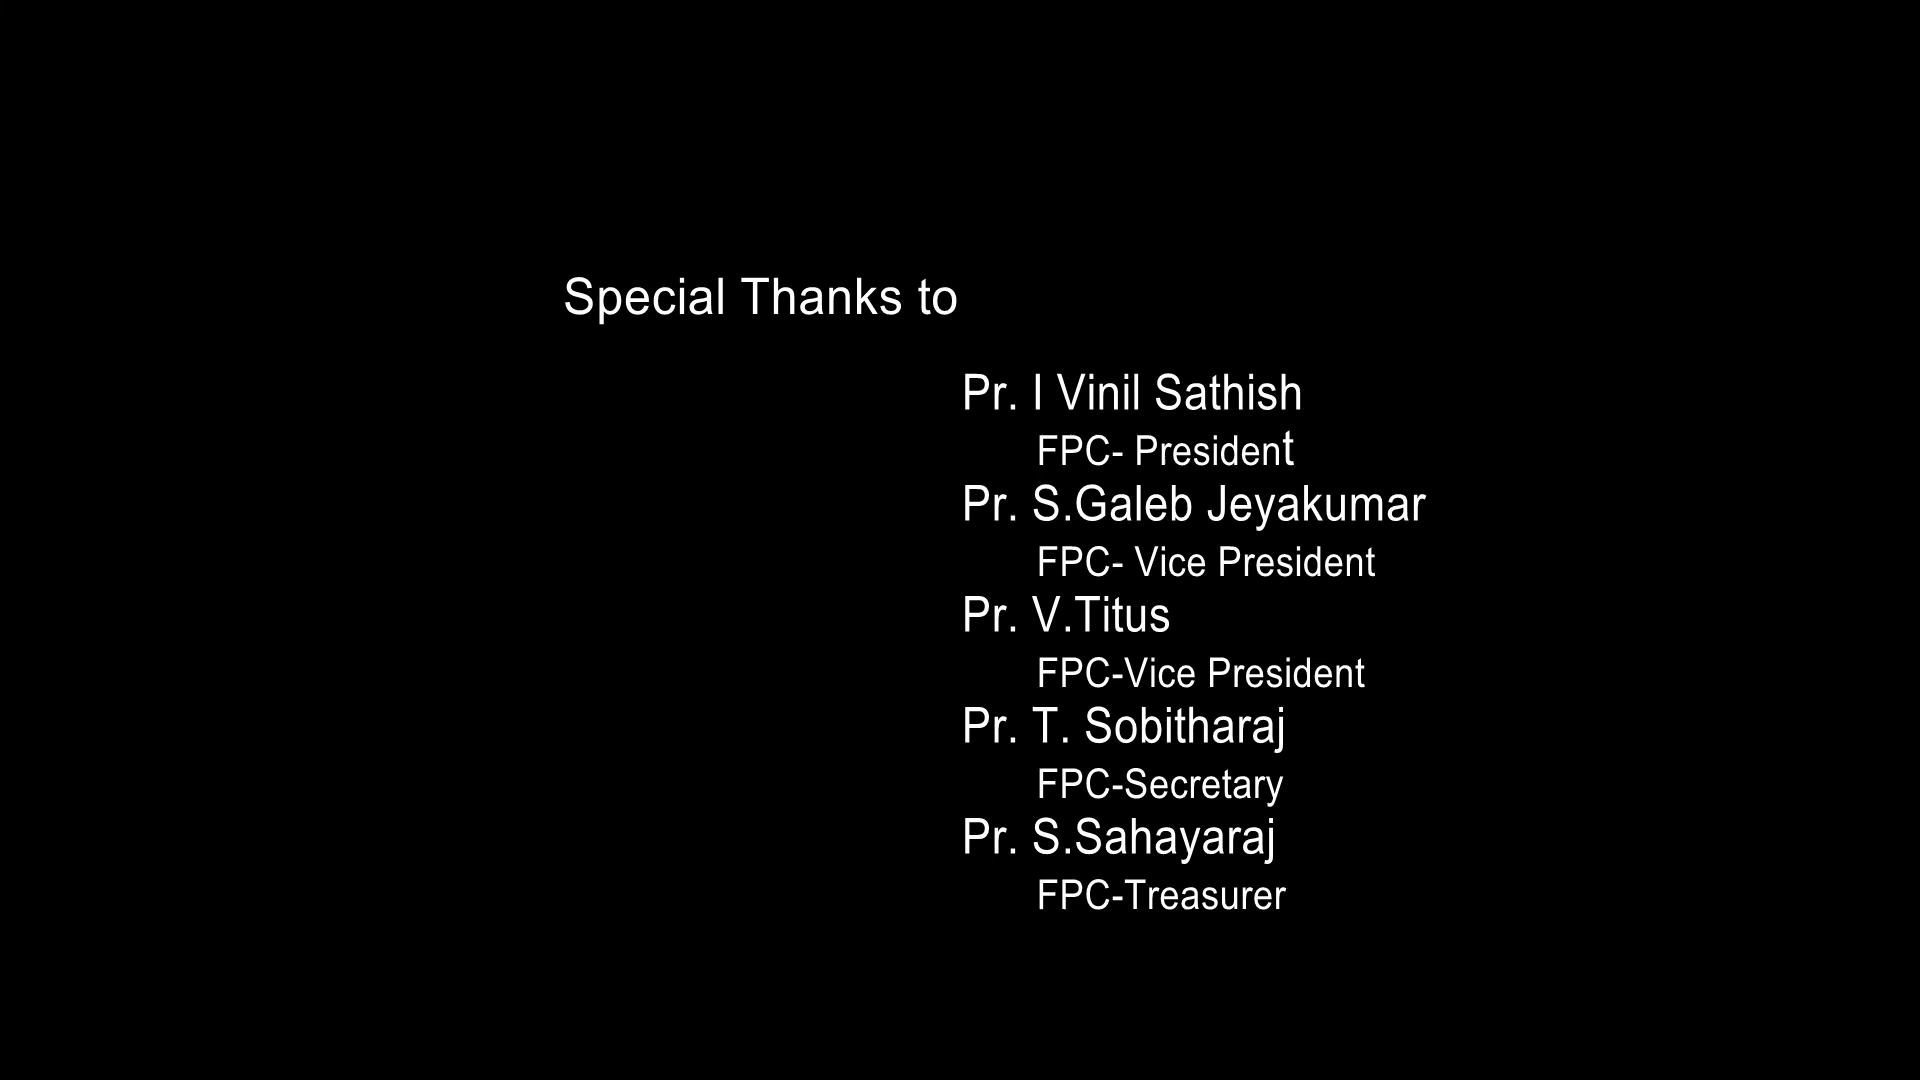 Special Thanks to
Pr. I Vinil Sathish
FPC- President
Pr. S.Galeb Jeyakumar
FPC- Vice President
Pr. V.Titus
FPC-Vice President
Pr. T. Sobitharaj
FPC-Secretary
Pr. S.Sahayaraj
FPC-Treasurer